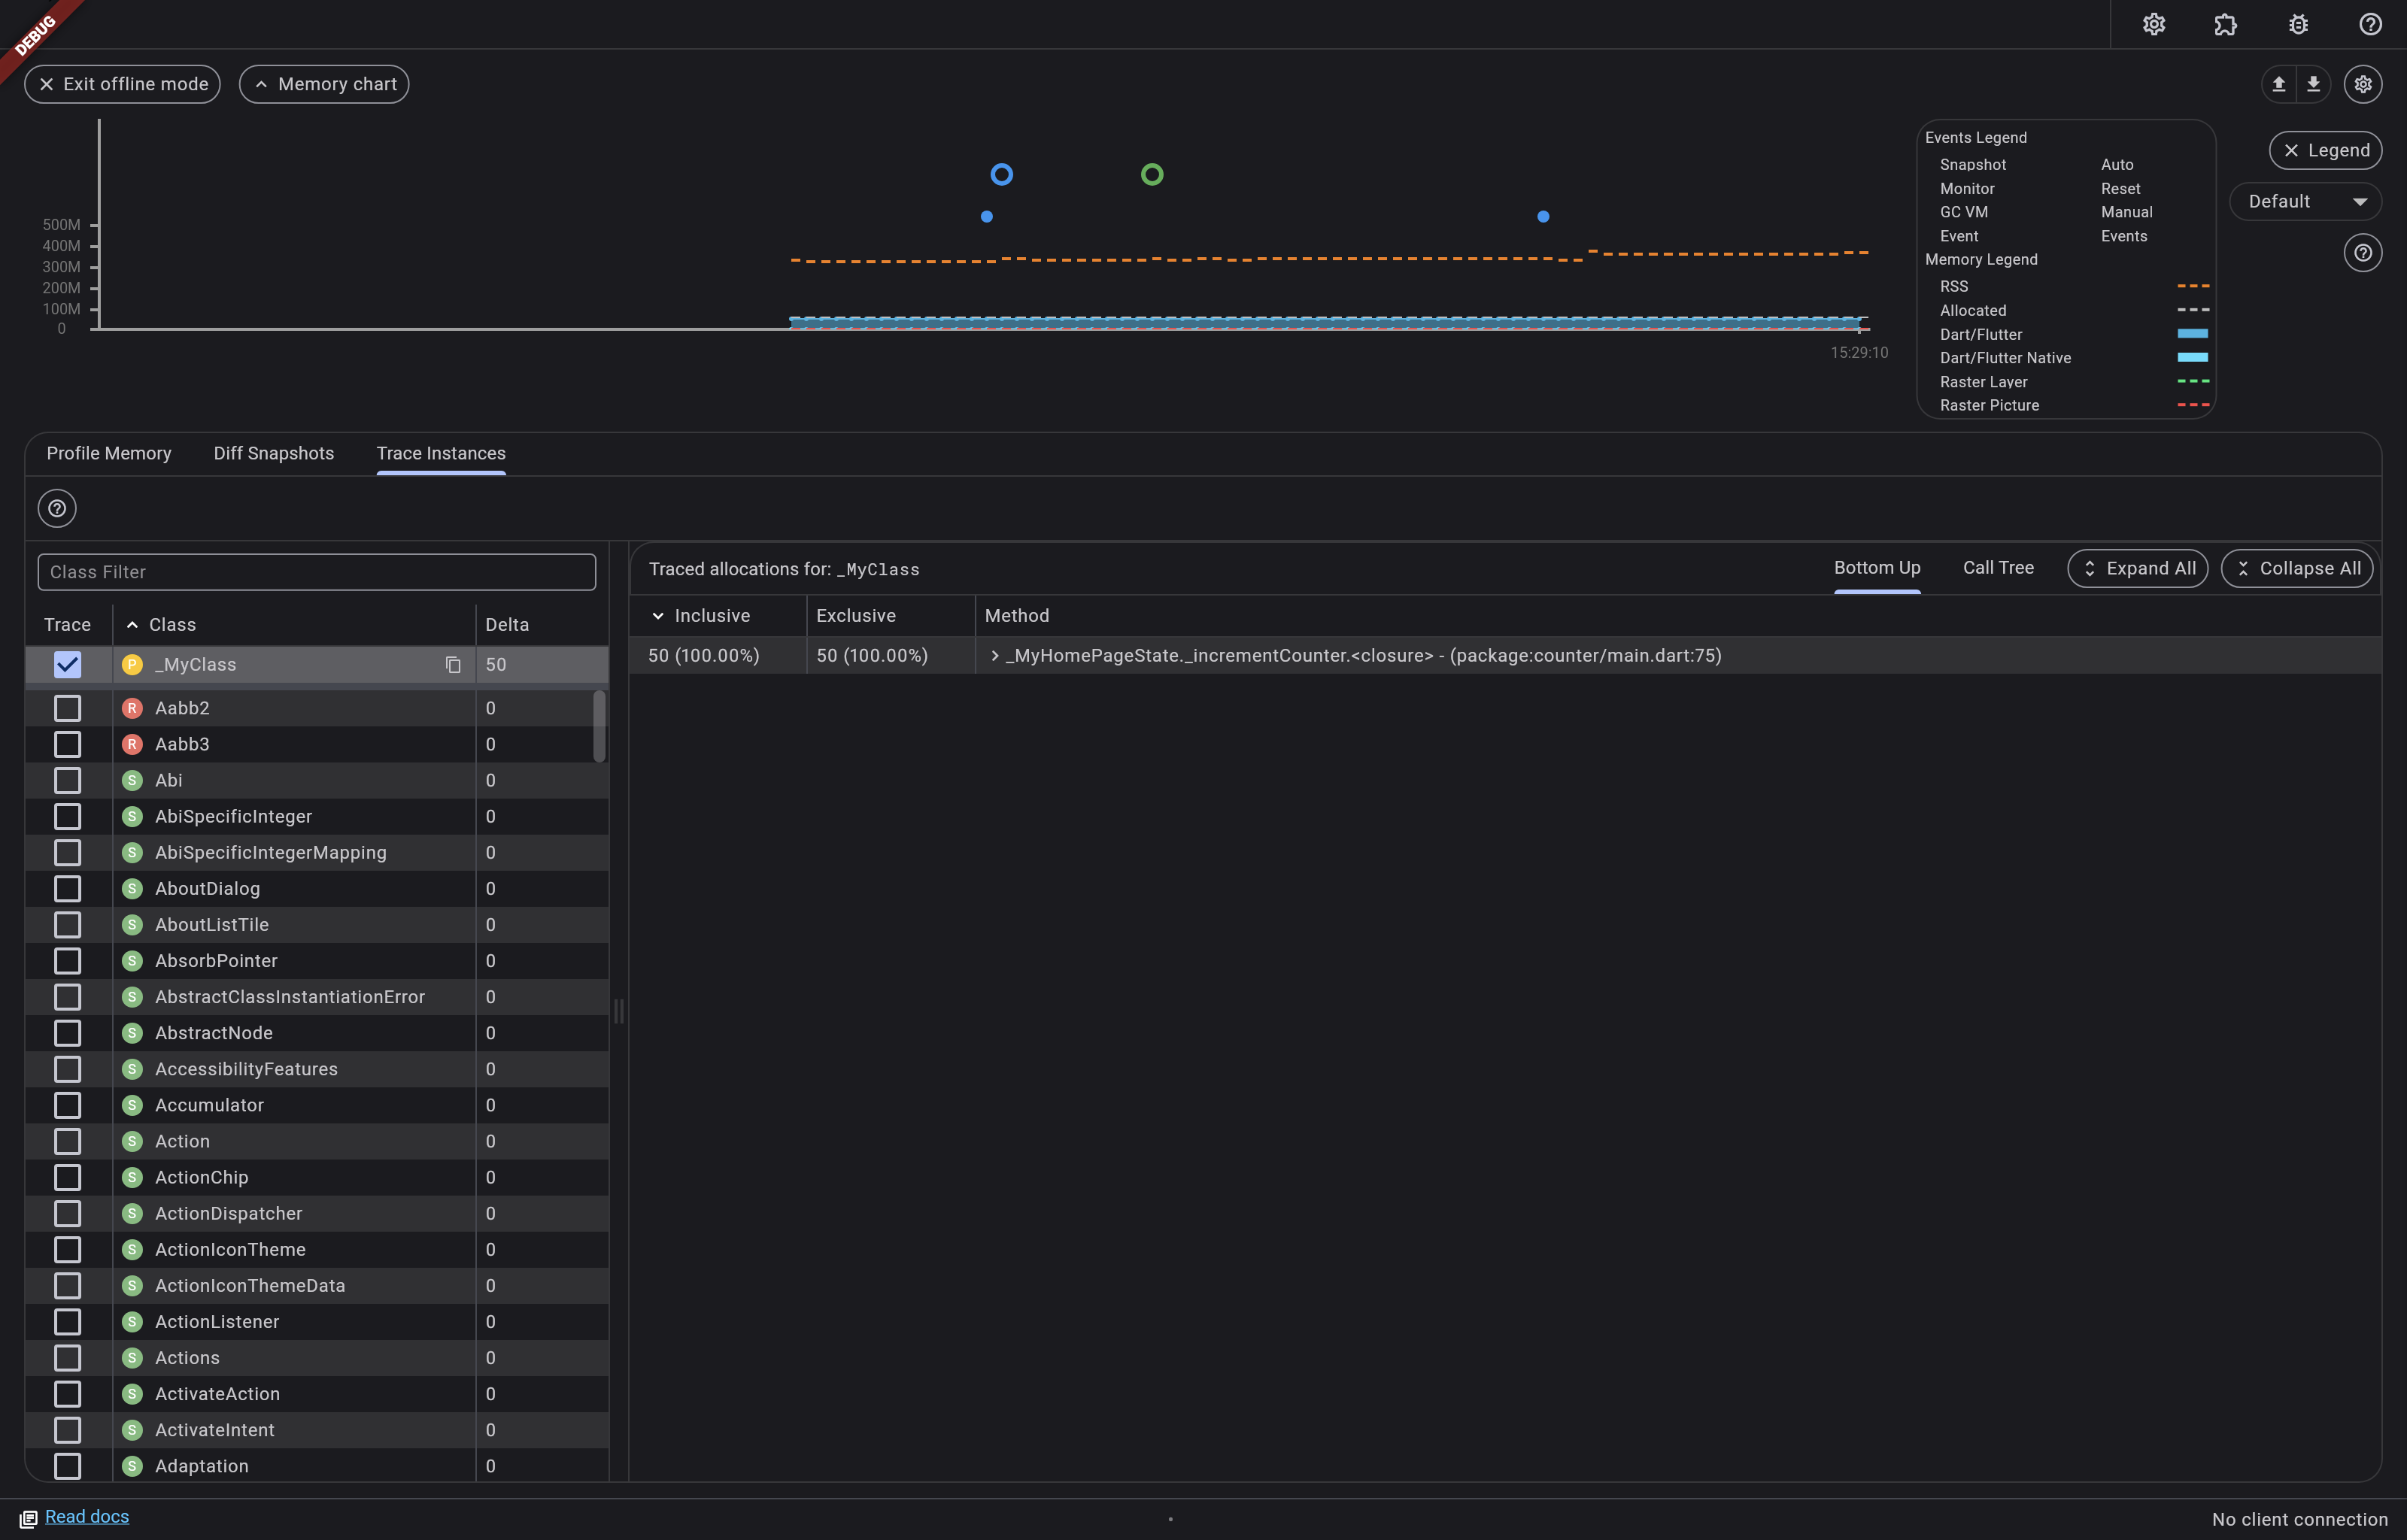 DEBUG
Exit offline mode
Memory chart
500M
400M
300M
200M
100M
0
15:29:10
Events Legend
Snapshot Auto
Monitor Reset
GC VM Manual
Event Events
Memory Legend
RSS
Allocated
Dart/Flutter
Dart/Flutter Native
Raster Layer
Raster Picture
Legend
Default
Profile Memory Diff Snapshots Trace Instances
Class Filter
Trace Class Delta
P _MyClass 50
R Aabb2 0
R Aabb3 0
S Abi 0
S AbiSpecificInteger 0
S AbiSpecificIntegerMapping 0
S AboutDialog 0
S AboutListTile 0
S AbsorbPointer 0
S AbstractClassInstantiationError 0
S AbstractNode 0
S AccessibilityFeatures 0
S Accumulator 0
S Action 0
S ActionChip 0
S ActionDispatcher 0
S ActionIconTheme 0
S ActionIconThemeData 0
S ActionListener 0
S Actions 0
S ActivateAction 0
S ActivateIntent 0
S Adaptation 0
Traced allocations for: _MyClass
Bottom Up Call Tree Expand All Collapse All
Inclusive Exclusive Method
50 (100.00%) 50 (100.00%) _MyHomePageState._incrementCounter.<closure> - (package:counter/main.dart:75)
Read docs
No client connection